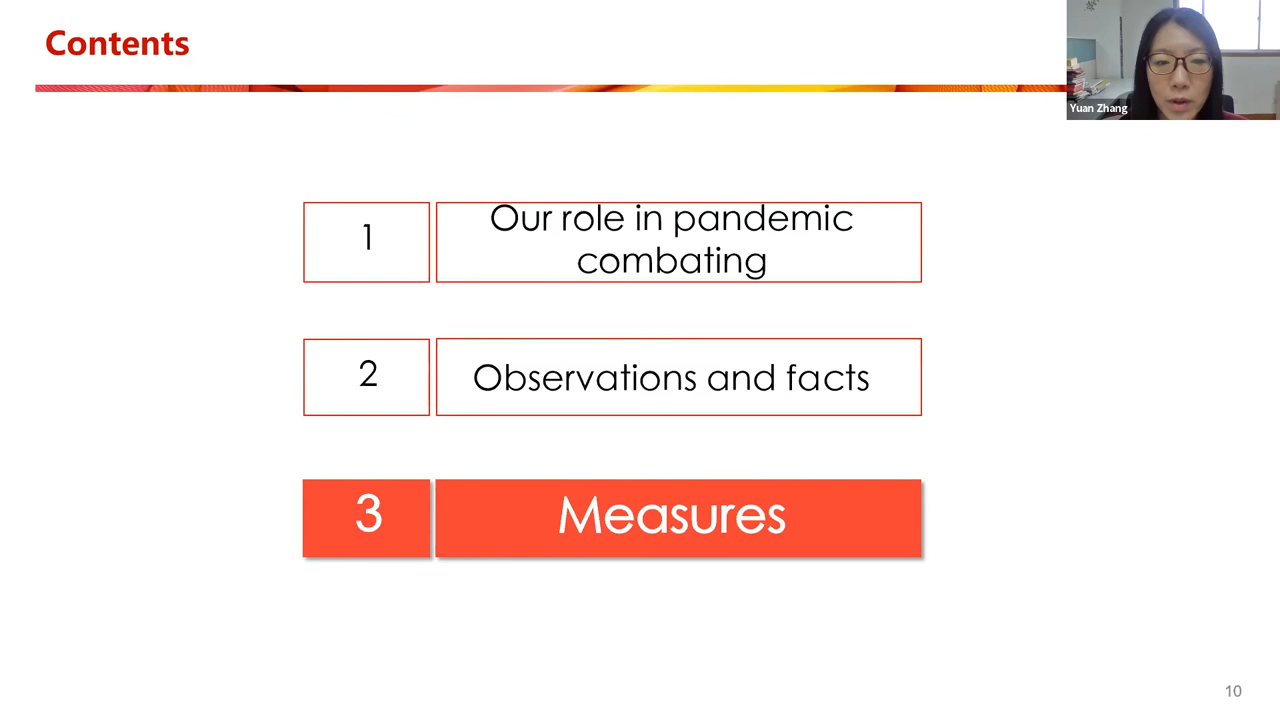 Contents
Yuan Zhang
1
Our role in pandemic
combating
2
Observations and facts
3
Measures
10